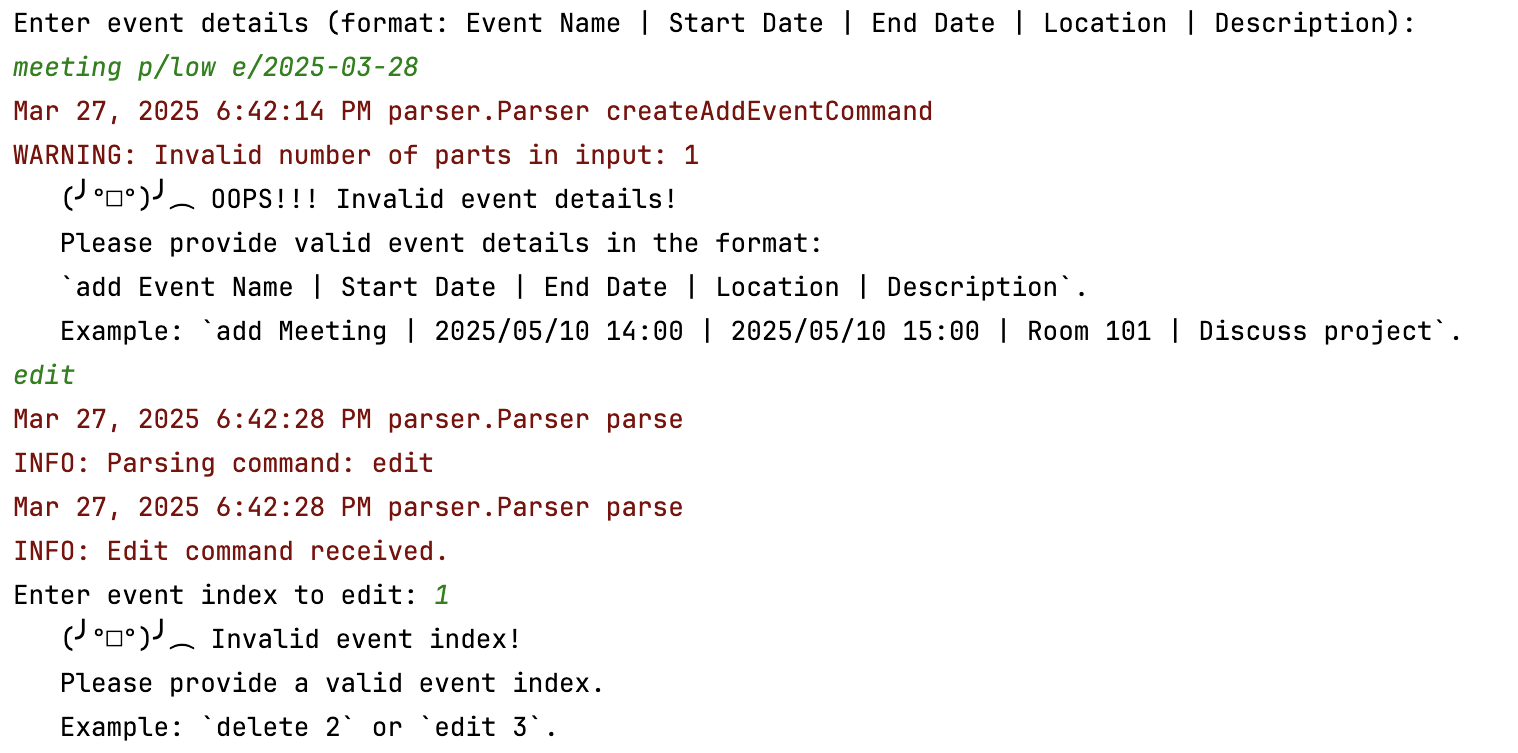 Enter event details (format: Event Name | Start Date | End Date | Location | Description):
meeting p/low e/2025-03-28
Mar 27, 2025 6:42:14 PM parser.Parser createAddEventCommand
WARNING: Invalid number of parts in input: 1
(╯°□°)╯︵ OOPS!!! Invalid event details!
Please provide valid event details in the format:
`add Event Name | Start Date | End Date | Location | Description`.
Example: `add Meeting | 2025/05/10 14:00 | 2025/05/10 15:00 | Room 101 | Discuss project`.
edit
Mar 27, 2025 6:42:28 PM parser.Parser parse
INFO: Parsing command: edit
Mar 27, 2025 6:42:28 PM parser.Parser parse
INFO: Edit command received.
Enter event index to edit: 1
(╯°□°)╯︵ Invalid event index!
Please provide a valid event index.
Example: `delete 2` or `edit 3`.